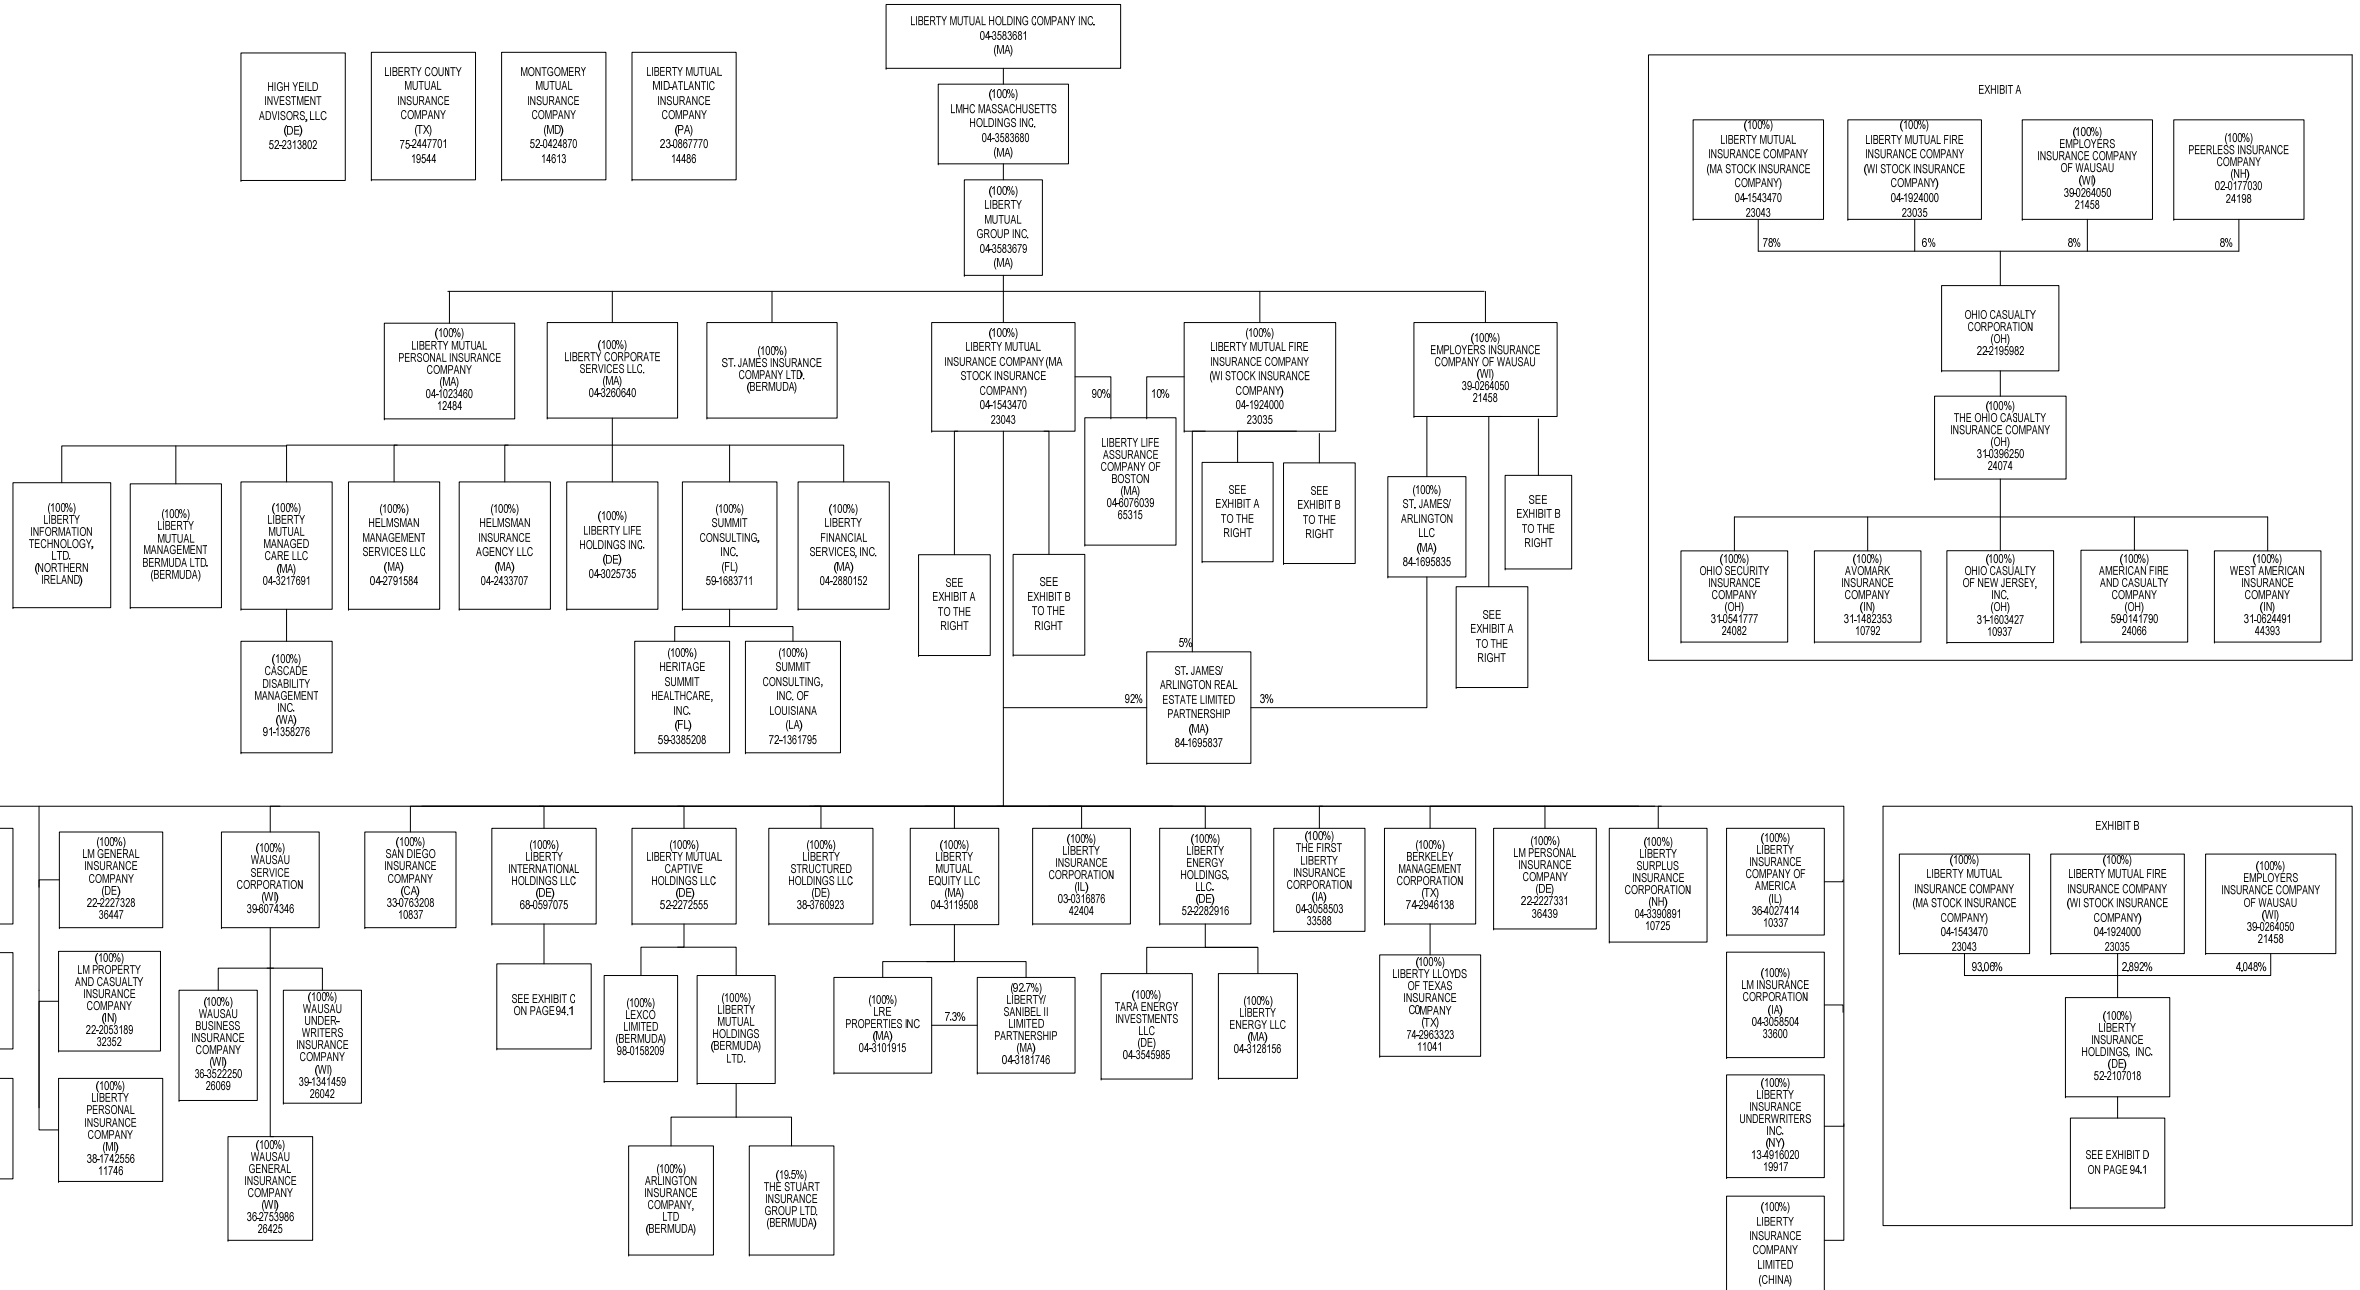 LIBERTY MUTUAL HOLDING COMPANY INC.
04-3583681
(MA)
HIGH YEILD
INVESTMENT
ADVISORS, LLC
(DE)
52-2313802
LIBERTY COUNTY
MUTUAL
INSURANCE
COMPANY
(TX)
75-2447701
19544
MONTGOMERY
MUTUAL
INSURANCE
COMPANY
(MD)
52-0424870
14613
LIBERTY MUTUAL
MID-ATLANTIC
INSURANCE
COMPANY
(PA)
23-0867770
14486
(100%)
LMHC MASSACHUSETTS
HOLDINGS INC.
04-3583680
(MA)
(100%)
LIBERTY
MUTUAL
GROUP INC.
04-3583679
(MA)
(100%)
LIBERTY MUTUAL
PERSONAL INSURANCE
COMPANY
(MA)
04-1023460
12484
(100%)
LIBERTY CORPORATE
SERVICES LLC.
(MA)
04-3260640
(100%)
ST. JAMES INSURANCE
COMPANY LTD.
(BERMUDA)
(100%)
LIBERTY MUTUAL
INSURANCE COMPANY (MA
STOCK INSURANCE
COMPANY)
04-1543470
23043
90%
10%
(100%)
LIBERTY MUTUAL FIRE
INSURANCE COMPANY
(WI STOCK INSURANCE
COMPANY)
04-1924000
23035
(100%)
EMPLOYERS INSURANCE
COMPANY OF WAUSAU
(WI)
39-0264050
21458
LIBERTY LIFE
ASSURANCE
COMPANY OF
BOSTON
(MA)
04-6076039
65315
(100%)
LIBERTY
INFORMATION
TECHNOLOGY,
LTD.
(NORTHERN
IRELAND)
(100%)
LIBERTY
MUTUAL
MANAGEMENT
BERMUDA LTD.
(BERMUDA)
(100%)
LIBERTY
MUTUAL
MANAGED
CARE LLC
(MA)
04-3217691
(100%)
HELMSMAN
MANAGEMENT
SERVICES LLC
(MA)
04-2791584
(100%)
HELMSMAN
INSURANCE
AGENCY LLC
(MA)
04-2433707
(100%)
LIBERTY LIFE
HOLDINGS INC.
(DE)
04-3025735
(100%)
SUMMIT
CONSULTING,
INC.
(FL)
59-1683711
(100%)
LIBERTY
FINANCIAL
SERVICES, INC.
(MA)
04-2880152
SEE
EXHIBIT A
TO THE
RIGHT
SEE
EXHIBIT B
TO THE
RIGHT
SEE
EXHIBIT A
TO THE
RIGHT
SEE
EXHIBIT B
TO THE
RIGHT
(100%)
ST. JAMES/
ARLINGTON
LLC
(MA)
84-1695835
SEE
EXHIBIT B
TO THE
RIGHT
SEE
EXHIBIT A
TO THE
RIGHT
(100%)
CASCADE
DISABILITY
MANAGEMENT
INC.
(WA)
91-1358276
(100%)
HERITAGE
SUMMIT
HEALTHCARE,
INC.
(FL)
59-3385208
(100%)
SUMMIT
CONSULTING,
INC. OF
LOUISIANA
(LA)
72-1361795
5%
92%
ST. JAMES/
ARLINGTON REAL
ESTATE LIMITED
PARTNERSHIP
(MA)
84-1695837
3%
EXHIBIT A
(100%)
LIBERTY MUTUAL
INSURANCE COMPANY
(MA STOCK INSURANCE
COMPANY)
04-1543470
23043
(100%)
LIBERTY MUTUAL FIRE
INSURANCE COMPANY
(WI STOCK INSURANCE
COMPANY)
04-1924000
23035
(100%)
EMPLOYERS
INSURANCE COMPANY
OF WAUSAU
(WI)
39-0264050
21458
(100%)
PEERLESS INSURANCE
COMPANY
(NH)
02-0177030
24198
78%
6%
8%
8%
OHIO CASUALTY
CORPORATION
(OH)
22-2195982
(100%)
THE OHIO CASUALTY
INSURANCE COMPANY
(OH)
31-0396250
24074
(100%)
OHIO SECURITY
INSURANCE
COMPANY
(OH)
31-0541777
24082
(100%)
AVOMARK
INSURANCE
COMPANY
(IN)
31-1482353
10792
(100%)
OHIO CASUALTY
OF NEW JERSEY,
INC.
(OH)
31-1603427
10937
(100%)
AMERICAN FIRE
AND CASUALTY
COMPANY
(OH)
59-0141790
24066
(100%)
WEST AMERICAN
INSURANCE
COMPANY
(IN)
31-0624491
44393
(100%)
LM GENERAL
INSURANCE
COMPANY
(DE)
22-2227328
36447
(100%)
WAUSAU
SERVICE
CORPORATION
(WI)
39-6074346
(100%)
SAN DIEGO
INSURANCE
COMPANY
(CA)
33-0763208
10837
(100%)
LIBERTY
INTERNATIONAL
HOLDINGS LLC
(DE)
68-0597075
(100%)
LIBERTY MUTUAL
CAPTIVE
HOLDINGS LLC
(DE)
52-2272555
(100%)
LIBERTY
STRUCTURED
HOLDINGS LLC
(DE)
38-3760923
(100%)
LIBERTY
MUTUAL
EQUITY LLC
(MA)
04-3119508
(100%)
LIBERTY
INSURANCE
CORPORATION
(IL)
03-0316876
42404
(100%)
LIBERTY
ENERGY
HOLDINGS,
LLC.
(DE)
52-2282916
(100%)
THE FIRST
LIBERTY
INSURANCE
CORPORATION
(IA)
04-3058503
33588
(100%)
BERKELEY
MANAGEMENT
CORPORATION
(TX)
74-2946138
(100%)
LM PERSONAL
INSURANCE
COMPANY
(DE)
22-2227331
36439
(100%)
LIBERTY
SURPLUS
INSURANCE
CORPORATION
(NH)
04-3390891
10725
(100%)
LIBERTY
INSURANCE
COMPANY OF
AMERICA
(IL)
36-4027414
10337
(100%)
LM PROPERTY
AND CASUALTY
INSURANCE
COMPANY
(IN)
22-2053189
32352
(100%)
WAUSAU
BUSINESS
INSURANCE
COMPANY
(WI)
36-3522250
26069
(100%)
WAUSAU
UNDER-
WRITERS
INSURANCE
COMPANY
(WI)
39-1341459
26042
SEE EXHIBIT C
ON PAGE 94.1
(100%)
LEXCO
LIMITED
(BERMUDA)
98-0158209
(100%)
LIBERTY
MUTUAL
HOLDINGS
(BERMUDA)
LTD.
(100%)
LRE
PROPERTIES INC
(MA)
04-3101915
7.3%
(92.7%)
LIBERTY/
SANIBEL II
LIMITED
PARTNERSHIP
(MA)
04-3181746
(100%)
TARA ENERGY
INVESTMENTS
LLC
(DE)
04-3545985
(100%)
LIBERTY
ENERGY LLC
(MA)
04-3128156
(100%)
LIBERTY LLOYDS
OF TEXAS
INSURANCE
COMPANY
(TX)
74-2963323
11041
(100%)
LM INSURANCE
CORPORATION
(IA)
04-3058504
33600
(100%)
LIBERTY
PERSONAL
INSURANCE
COMPANY
(MI)
38-1742556
11746
(100%)
WAUSAU
GENERAL
INSURANCE
COMPANY
(WI)
36-2753986
26425
(100%)
ARLINGTON
INSURANCE
COMPANY,
LTD
(BERMUDA)
(19.5%)
THE STUART
INSURANCE
GROUP LTD.
(BERMUDA)
(100%)
LIBERTY
INSURANCE
UNDERWRITERS
INC.
(NY)
13-4916020
19917
(100%)
LIBERTY
INSURANCE
COMPANY
LIMITED
(CHINA)
EXHIBIT B
(100%)
LIBERTY MUTUAL
INSURANCE COMPANY
(MA STOCK INSURANCE
COMPANY)
04-1543470
23043
(100%)
LIBERTY MUTUAL FIRE
INSURANCE COMPANY
(WI STOCK INSURANCE
COMPANY)
04-1924000
23035
(100%)
EMPLOYERS
INSURANCE COMPANY
OF WAUSAU
(WI)
39-0264050
21458
93.06%
2.892%
4.048%
(100%)
LIBERTY
INSURANCE
HOLDINGS, INC.
(DE)
52-2107018
SEE EXHIBIT D
ON PAGE 94.1